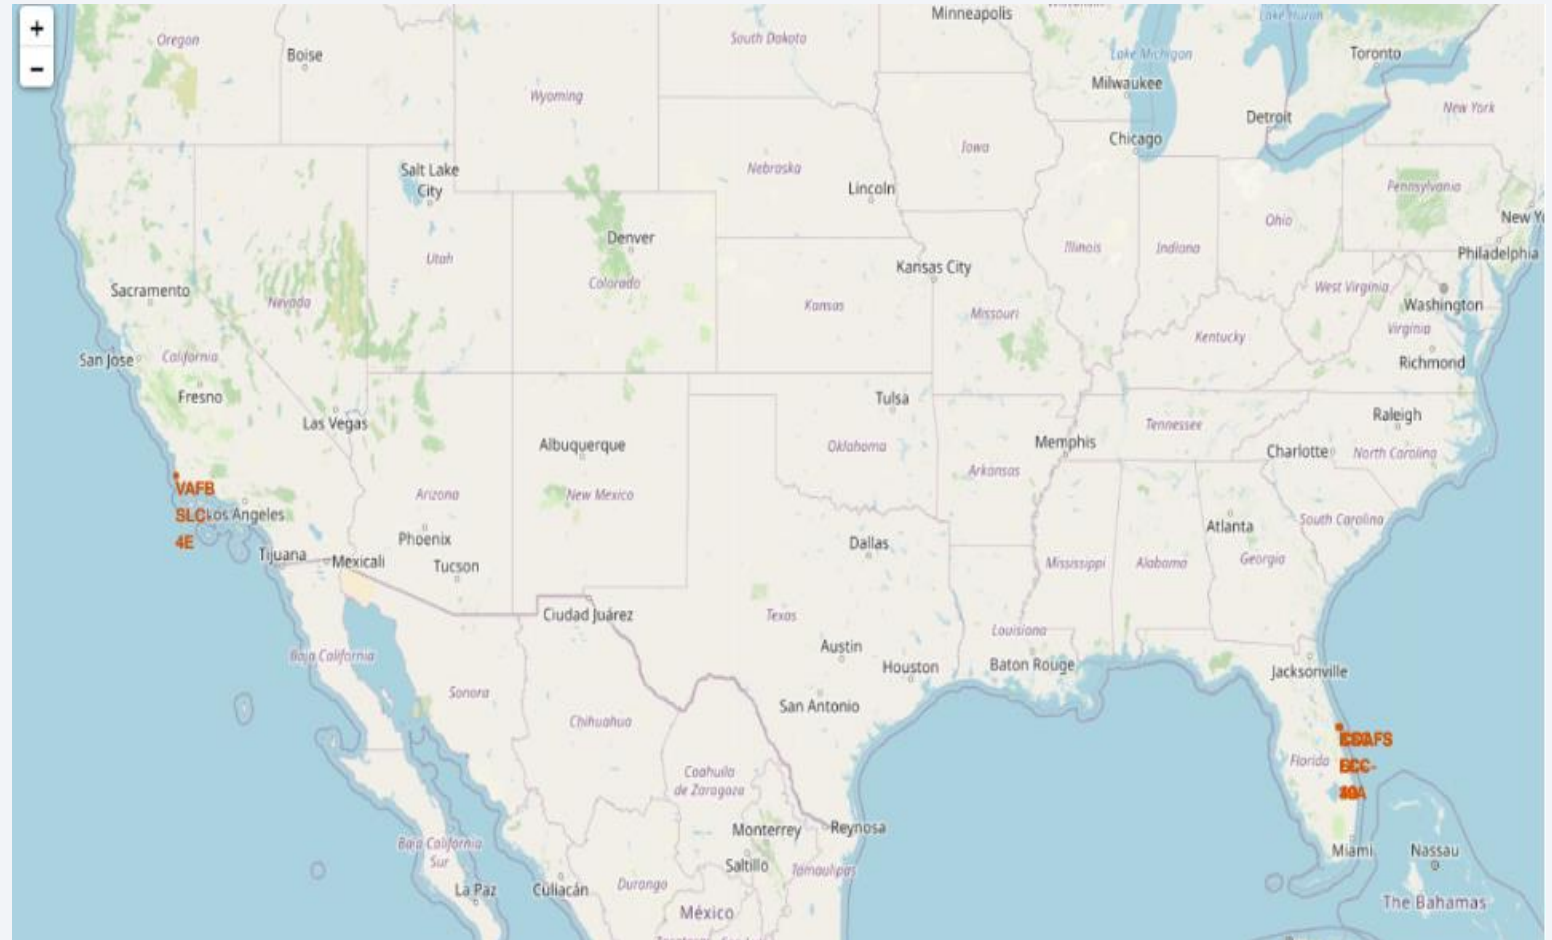 +
Minneapolis
Oregon
South Dakota
Lake Huron
Boise
Lake Michigan
Toronto
Milwaukee
Wyoming
New York
Detroit
Chicago
Iowa
Salt Lake
City
Nebraska
Lincoln
Pennsylvania
New Y
Ohio
Denver
Illinois
Indiana
Philadelphia
Utah
Kansas City
Colorado
Sacramento
West Virginia
Nevada
Kansas
Washington
Missouri
Virginia
Kentucky
San Jose
California
Richmond
Fresno
Tulsa
Raleigh
Las Vegas
Tennessee
Albuquerque
Oklahoma
Memphis
Charlotte
North Carolina
Arkansas
VAFB
Arizona
New Mexico
SLC
Los Angeles
South Carolina
Atlanta
4E
Phoenix
Dallas
Tijuana
Mexicali
Tucson
Mississippi
Alabama
Georgia
Ciudad Juárez
Texas
Louisiana
Austin
Baja California
Houston
Baton Rouge
Jacksonville
Sonora
San Antonio
Chihuahua
Florida
Coahuila
de Zaragoza
Monterrey
Reynosa
Baja California
Sur
Miami
Nassau
Saltillo
Tamaulipas
La Paz
Culiacán
Durango
The Bahamas
México